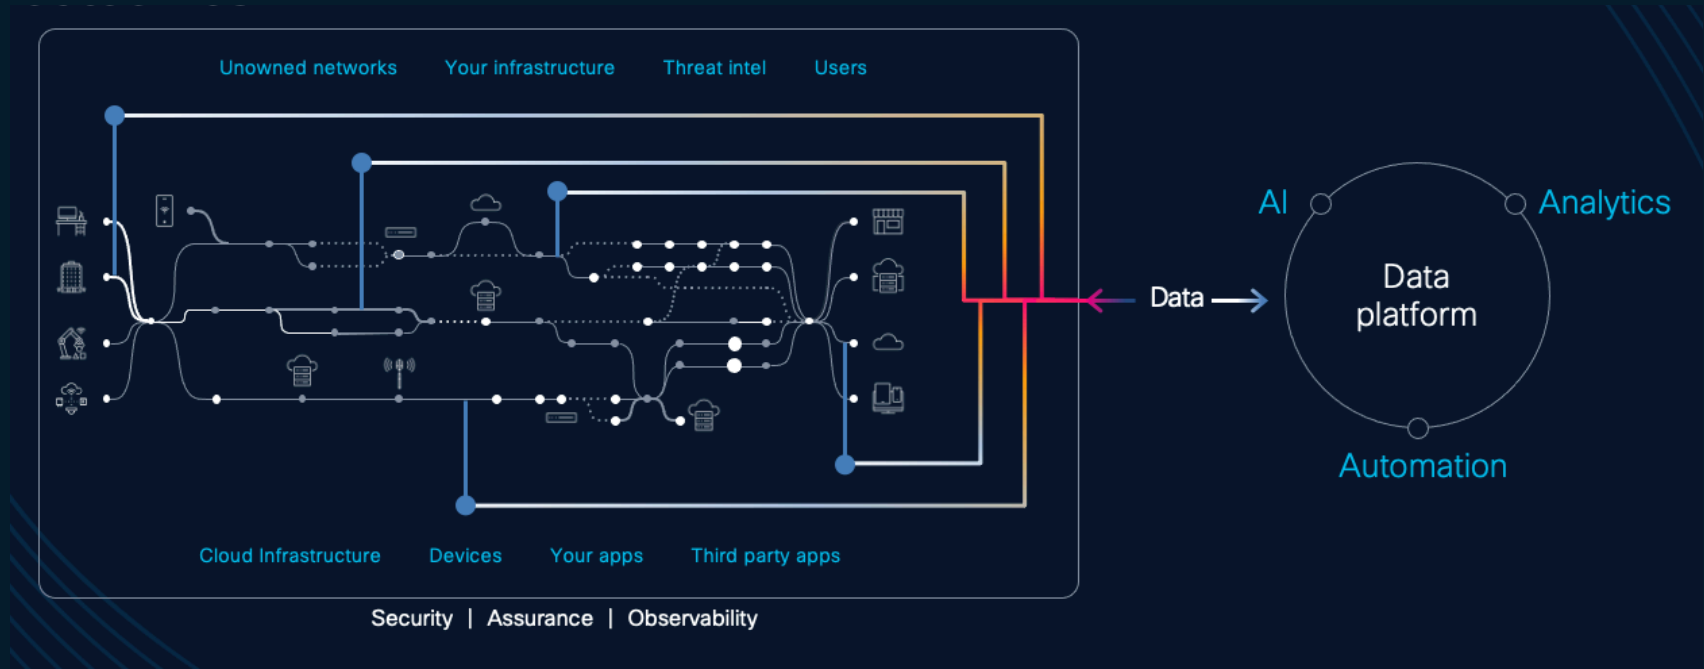 Unowned networks Your infrastructure Threat intel Users
AI
Analytics
Data
Data
platform
Automation
Cloud Infrastructure Devices Your apps Third party apps
Security | Assurance | Observability